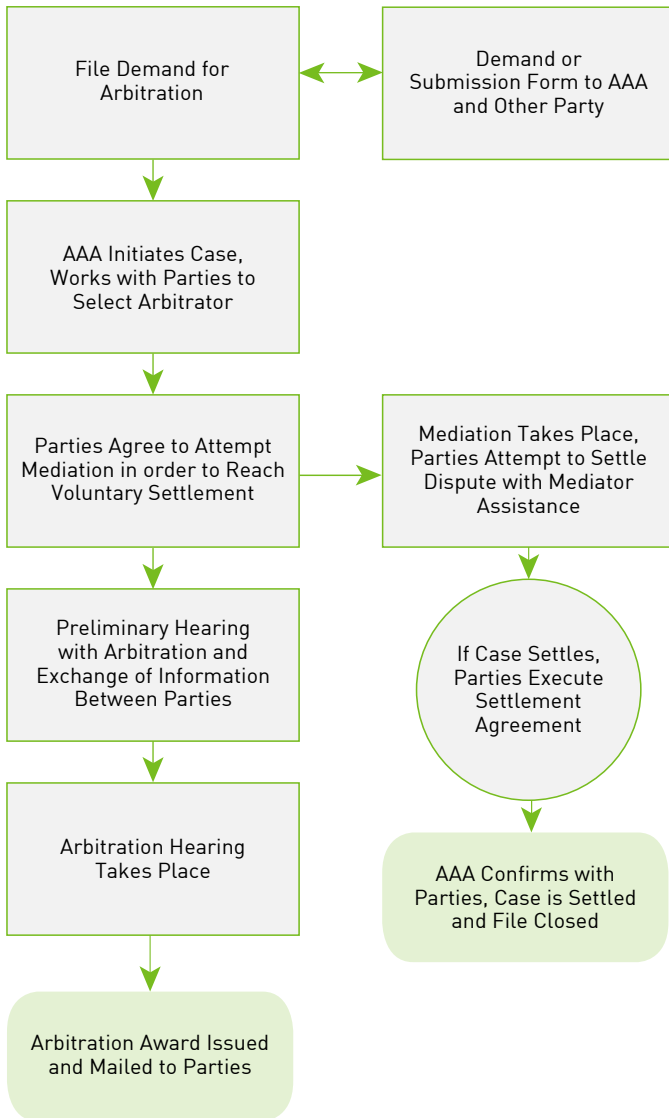 File Demand for
Arbitration
Demand or
Submission Form to AAA
and Other Party
AAA Initiates Case,
Works with Parties to
Select Arbitrator
Parties Agree to Attempt
Mediation in order to Reach
Voluntary Settlement
Mediation Takes Place,
Parties Attempt to Settle
Dispute with Mediator
Assistance
Preliminary Hearing
with Arbitration and
Exchange of Information
Between Parties
If Case Settles,
Parties Execute
Settlement
Agreement
Arbitration Hearing
Takes Place
AAA Confirms with
Parties, Case is Settled
and File Closed
Arbitration Award Issued
and Mailed to Parties